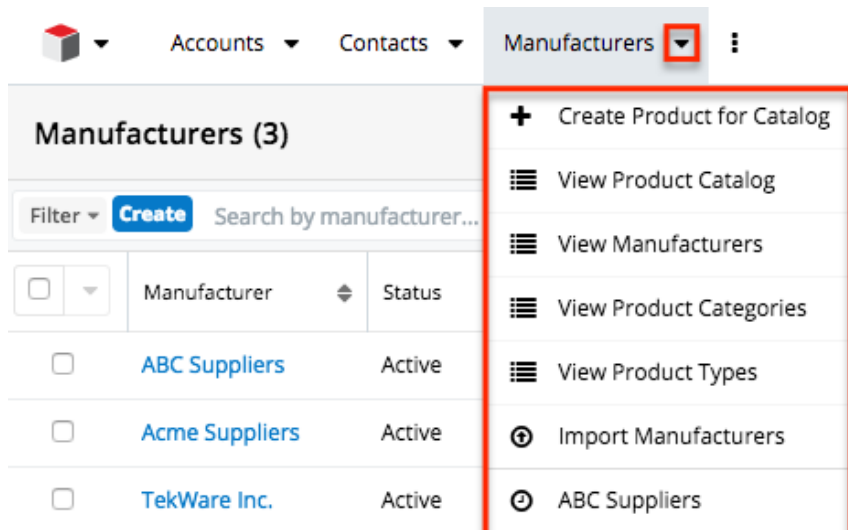 Accounts Contacts Manufacturers
Manufacturers (3)
Filter Create Search by manufacturer...
Manufacturer Status
ABC Suppliers Active
Acme Suppliers Active
TekWare Inc. Active
Create Product for Catalog
View Product Catalog
View Manufacturers
View Product Categories
View Product Types
Import Manufacturers
ABC Suppliers